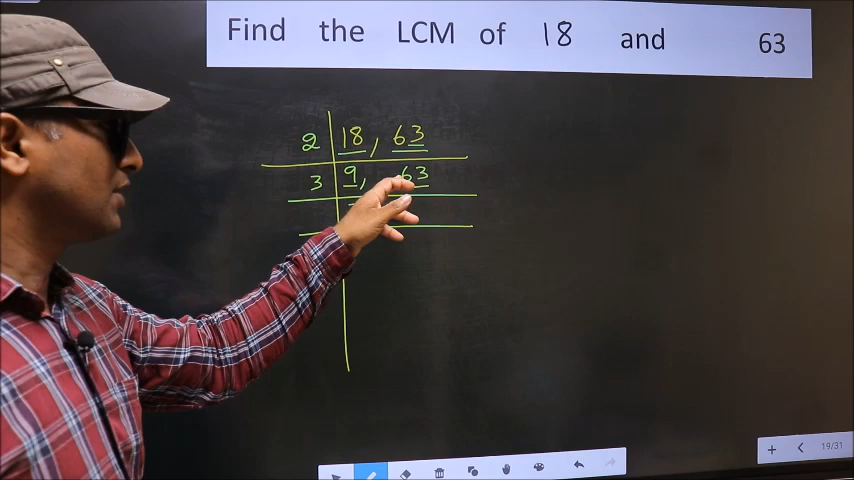 Find the LCM of 18 and 63
2 18, 63
3 9, 63
19/31